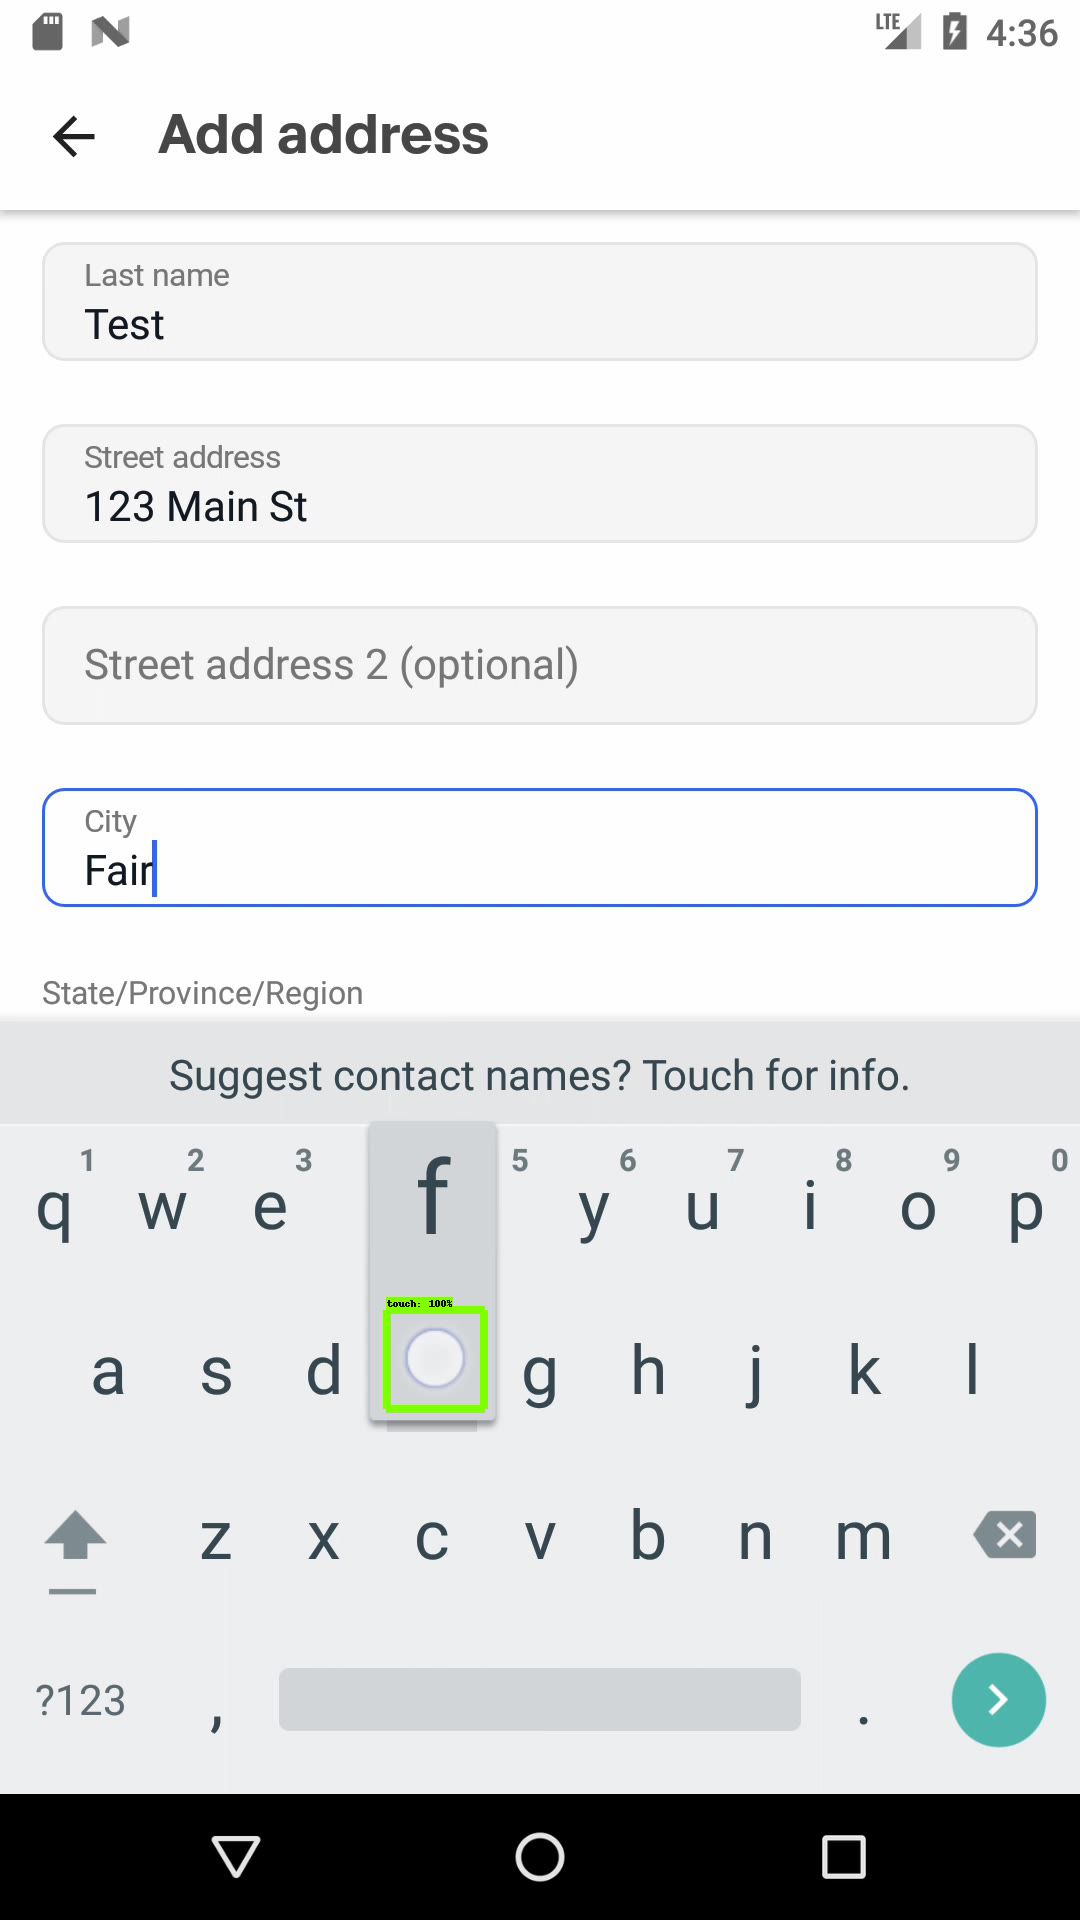 LTE 4:36
Add address
Last name
Test
Street address
123 Main St
Street address 2 (optional)
City
Fair
State/Province/Region
Suggest contact names? Touch for info.
1 2 3 5 6 7 8 9 0
q w e f y u i o p
touch: 100%
a s d g h j k l
z x c v b n m
?123 , .